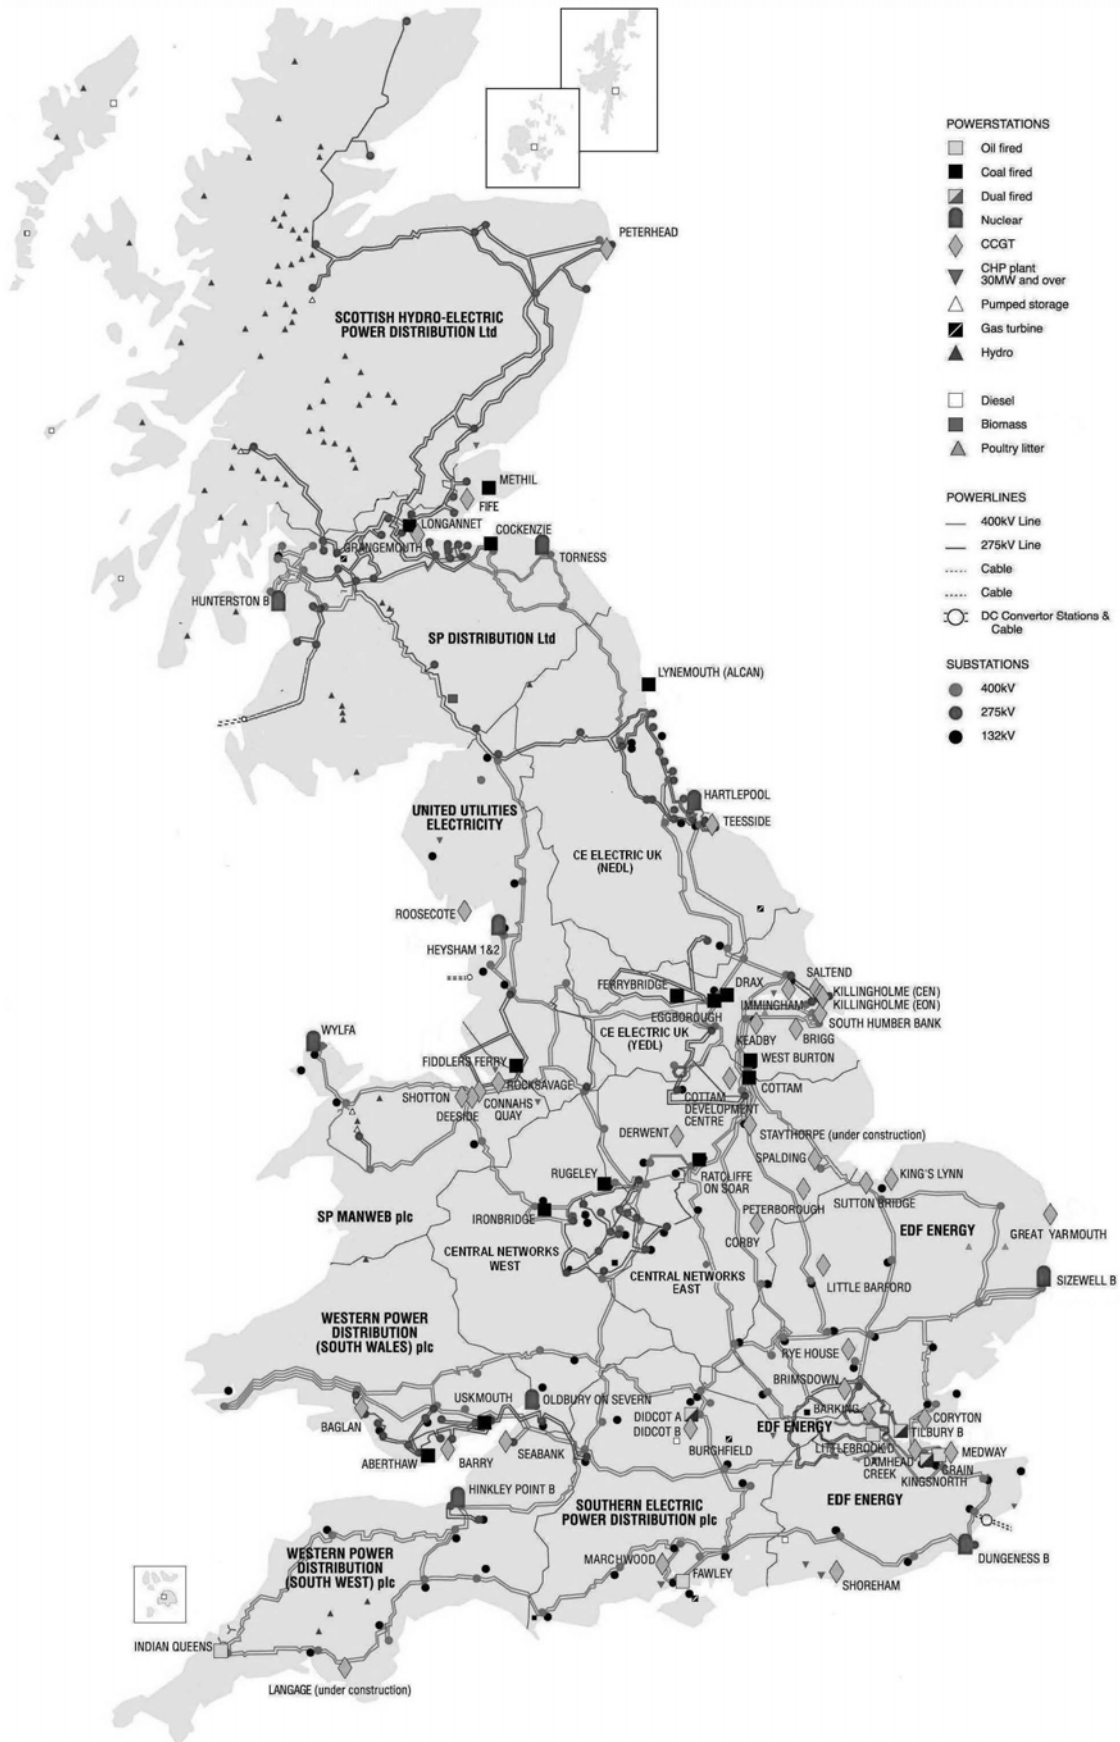 PETERHEAD
SCOTTISH HYDRO-ELECTRIC
POWER DISTRIBUTION Ltd
POWERSTATIONS
Oil fired
Coal fired
Dual fired
Nuclear
CCGT
CHP plant
30MW and over
Pumped storage
Gas turbine
Hydro
Diesel
Biomass
Poultry litter
POWERLINES
400kV Line
275kV Line
Cable
Cable
DC Convertor Stations &
Cable
SUBSTATIONS
400kV
275kV
132kV
METHIL
FIFE
LONGANNET
COCKENZIE
GRANGEMOUTH
TORNESS
HUNTERSTON B
SP DISTRIBUTION Ltd
LYNEMOUTH (ALCAN)
HARTLEPOOL
TEESSIDE
UNITED UTILITIES
ELECTRICITY
CE ELECTRIC UK
(NEDL)
ROOSECOTE
HEYSHAM 1&2
FERRYBRIDGE
DRAX
SALTEND
KILLINGHOLME (CEN)
KILLINGHOLME (EON)
IMMINGHAM
EGGBOROUGH
SOUTH HUMBER BANK
CE ELECTRIC UK
(YEDL)
KEADBY
BRIGG
WYLFA
FIDDLERS FERRY
WEST BURTON
COTTAM
ROCKSAVAGE
SHOTTON
CONNAHS
QUAY
DEESIDE
COTTAM
DEVELOPMENT
CENTRE
DERWENT
STAYTHORPE (under construction)
SPALDING
RUGELEY
RATCLIFFE
ON SOAR
KING'S LYNN
SUTTON BRIDGE
PETERBOROUGH
SP MANWEB plc
IRONBRIDGE
CORBY
EDF ENERGY
GREAT YARMOUTH
CENTRAL NETWORKS
WEST
CENTRAL NETWORKS
EAST
LITTLE BARFORD
SIZEWELL B
WESTERN POWER
DISTRIBUTION
(SOUTH WALES) plc
RYE HOUSE
BRIMSDOWN
USKMOUTH
OLDBURY ON SEVERN
BARKING
BAGLAN
DIDCOT A
DIDCOT B
EDF ENERGY
CORYTON
TILBURY B
LITTLEBROOK D
BURGHFIELD
SEABANK
ABERTHAW
BARRY
DAMHEAD
CREEK
MEDWAY
GRAIN
KINGSNORTH
HINKLEY POINT B
SOUTHERN ELECTRIC
POWER DISTRIBUTION plc
EDF ENERGY
WESTERN POWER
DISTRIBUTION
(SOUTH WEST) plc
MARCHWOOD
FAWLEY
DUNGENESS B
SHOREHAM
INDIAN QUEENS
LANGAGE (under construction)